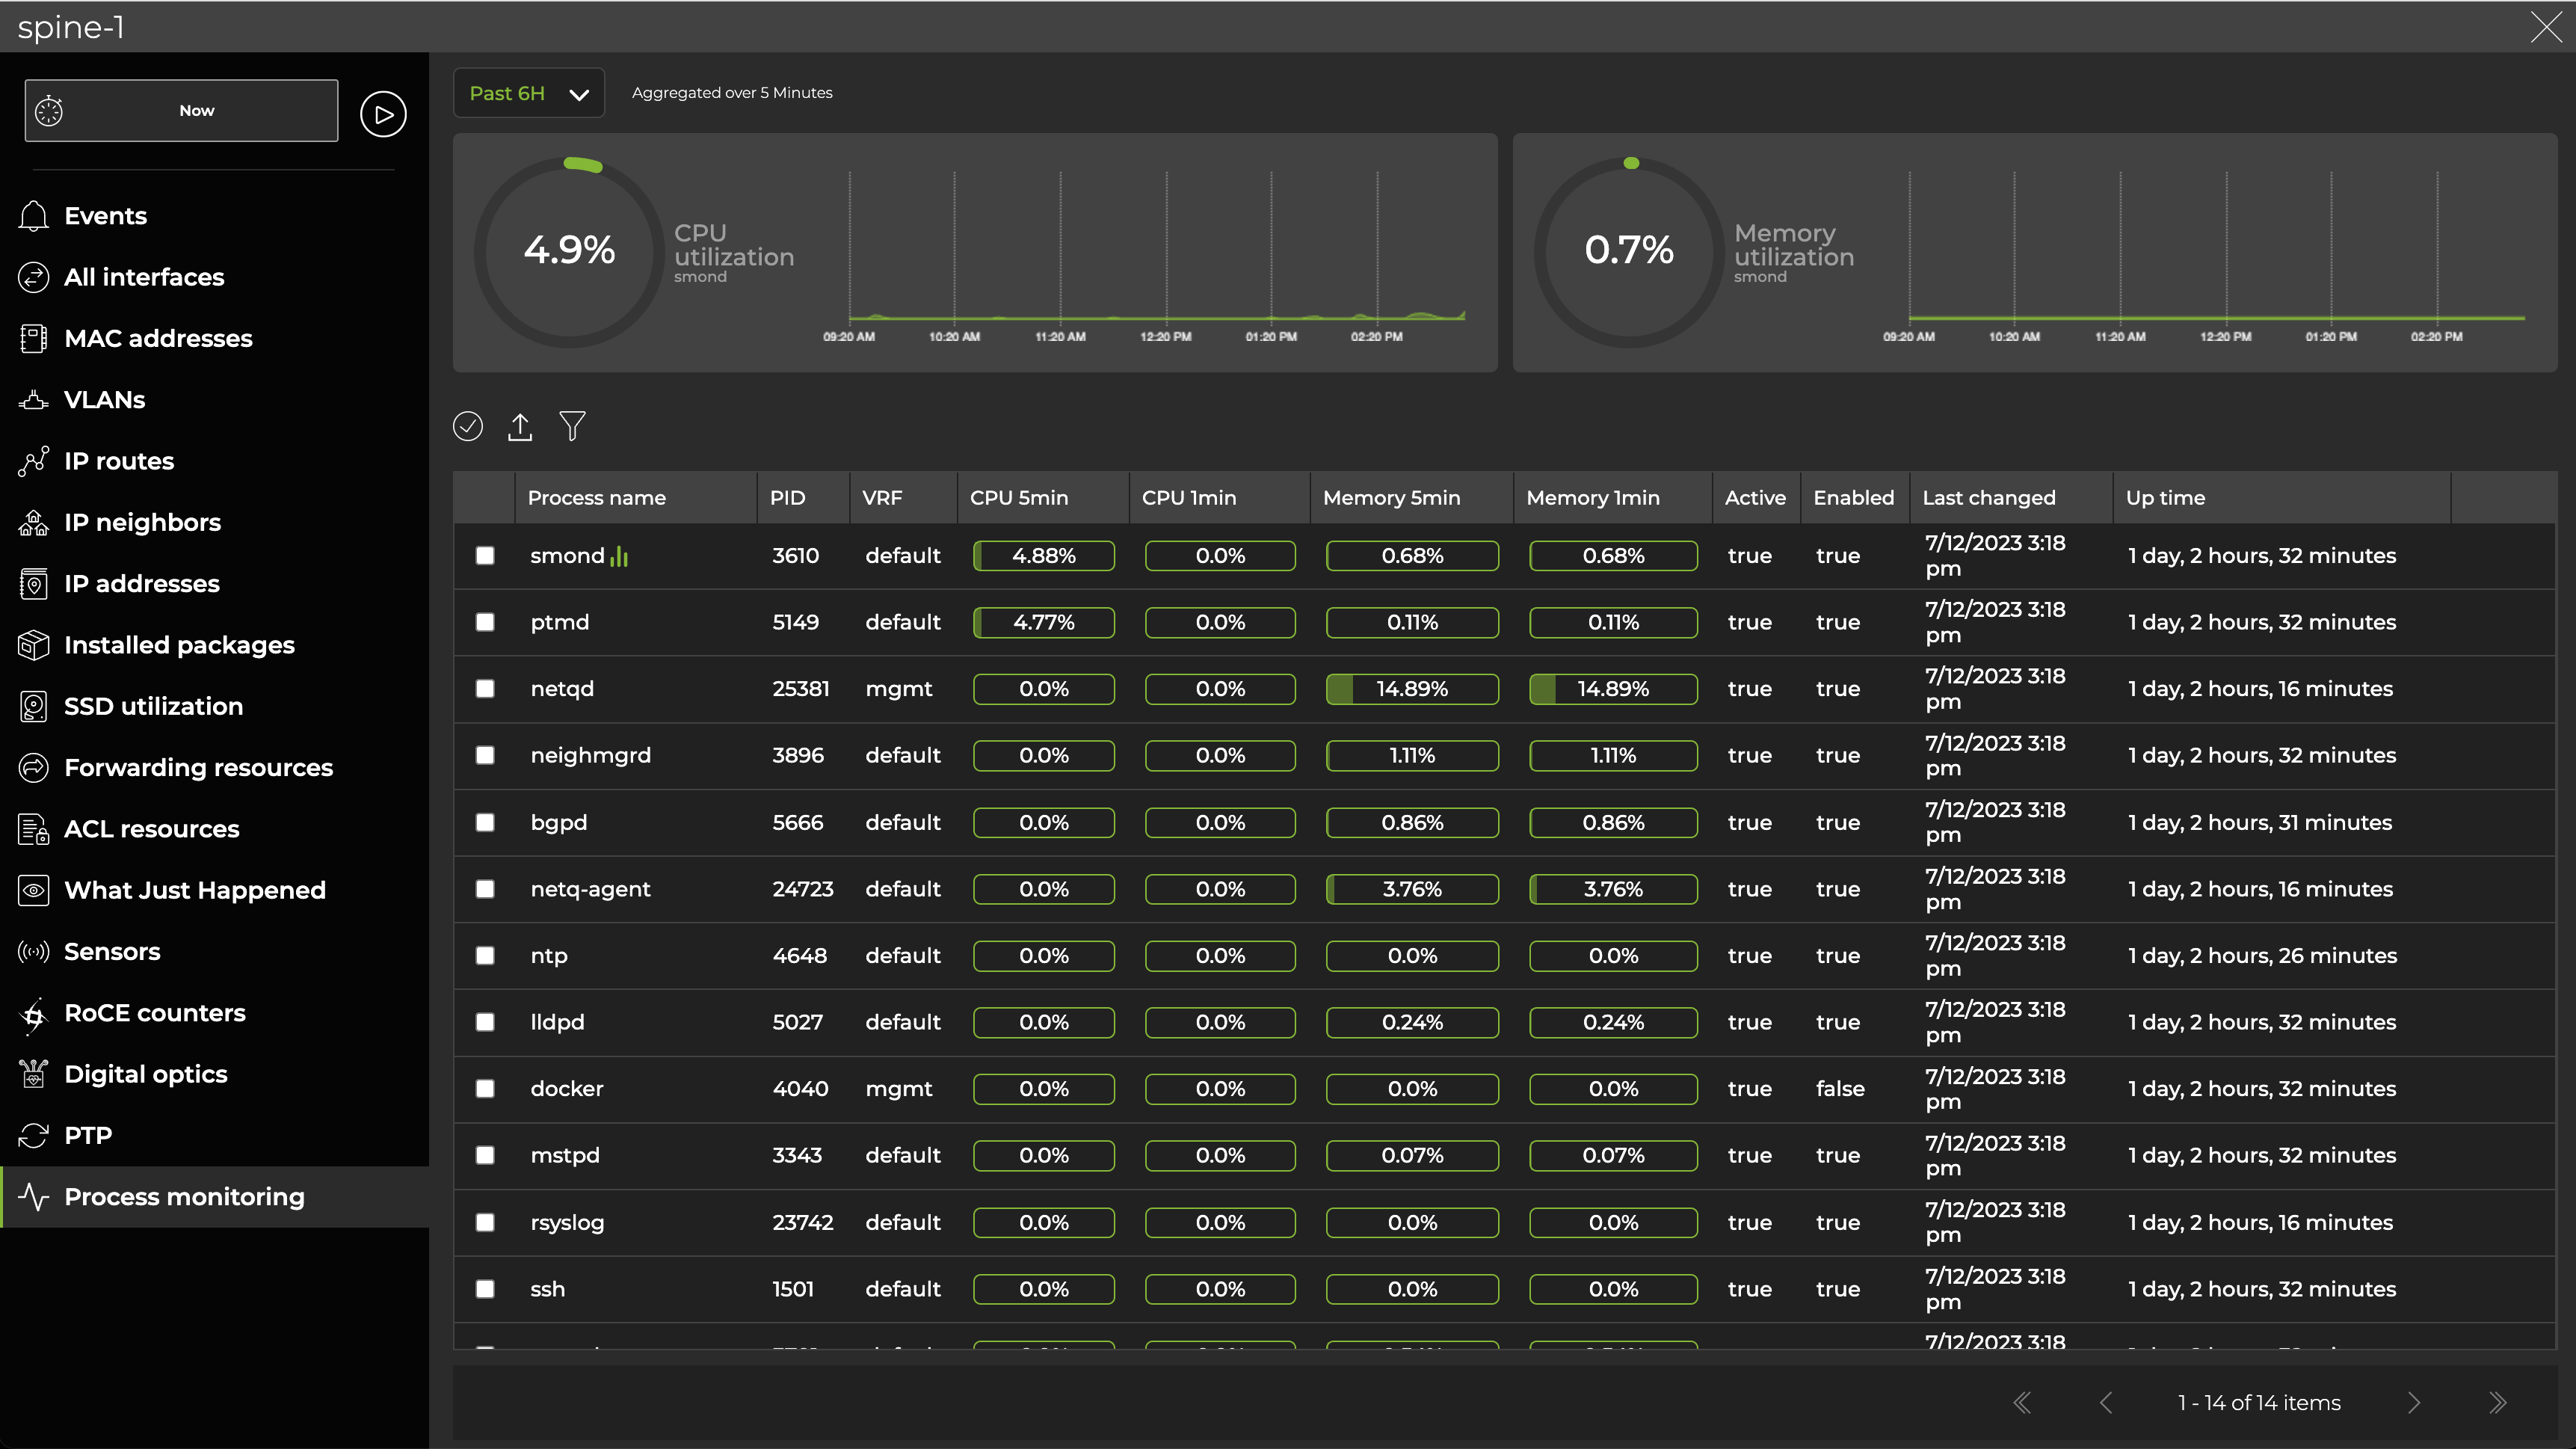 spine-1
Now
Events
All interfaces
MAC addresses
VLANs
IP routes
IP neighbors
IP addresses
Installed packages
SSD utilization
Forwarding resources
ACL resources
What Just Happened
Sensors
RoCE counters
Digital optics
PTP
Process monitoring
Past 6H
Aggregated over 5 Minutes
4.9%
CPU
utilization
smond
09:20 AM 10:20 AM 11:20 AM 12:20 PM 01:20 PM 02:20 PM
0.7%
Memory
utilization
smond
09:20 AM 10:20 AM 11:20 AM 12:20 PM 01:20 PM 02:20 PM
Process name PID VRF CPU 5min CPU 1min Memory 5min Memory 1min Active Enabled Last changed Up time
smond 3610 default 4.88% 0.0% 0.68% 0.68% true true 7/12/2023 3:18 pm 1 day, 2 hours, 32 minutes
ptmd 5149 default 4.77% 0.0% 0.11% 0.11% true true 7/12/2023 3:18 pm 1 day, 2 hours, 32 minutes
netqd 25381 mgmt 0.0% 0.0% 14.89% 14.89% true true 7/12/2023 3:18 pm 1 day, 2 hours, 16 minutes
neighmgrd 3896 default 0.0% 0.0% 1.11% 1.11% true true 7/12/2023 3:18 pm 1 day, 2 hours, 32 minutes
bgpd 5666 default 0.0% 0.0% 0.86% 0.86% true true 7/12/2023 3:18 pm 1 day, 2 hours, 31 minutes
netq-agent 24723 default 0.0% 0.0% 3.76% 3.76% true true 7/12/2023 3:18 pm 1 day, 2 hours, 16 minutes
ntp 4648 default 0.0% 0.0% 0.0% 0.0% true true 7/12/2023 3:18 pm 1 day, 2 hours, 26 minutes
lldpd 5027 default 0.0% 0.0% 0.24% 0.24% true true 7/12/2023 3:18 pm 1 day, 2 hours, 32 minutes
docker 4040 mgmt 0.0% 0.0% 0.0% 0.0% true false 7/12/2023 3:18 pm 1 day, 2 hours, 32 minutes
mstpd 3343 default 0.0% 0.0% 0.07% 0.07% true true 7/12/2023 3:18 pm 1 day, 2 hours, 32 minutes
rsyslog 23742 default 0.0% 0.0% 0.0% 0.0% true true 7/12/2023 3:18 pm 1 day, 2 hours, 16 minutes
ssh 1501 default 0.0% 0.0% 0.0% 0.0% true true 7/12/2023 3:18 pm 1 day, 2 hours, 32 minutes
7/12/2023 3:18
1 - 14 of 14 items